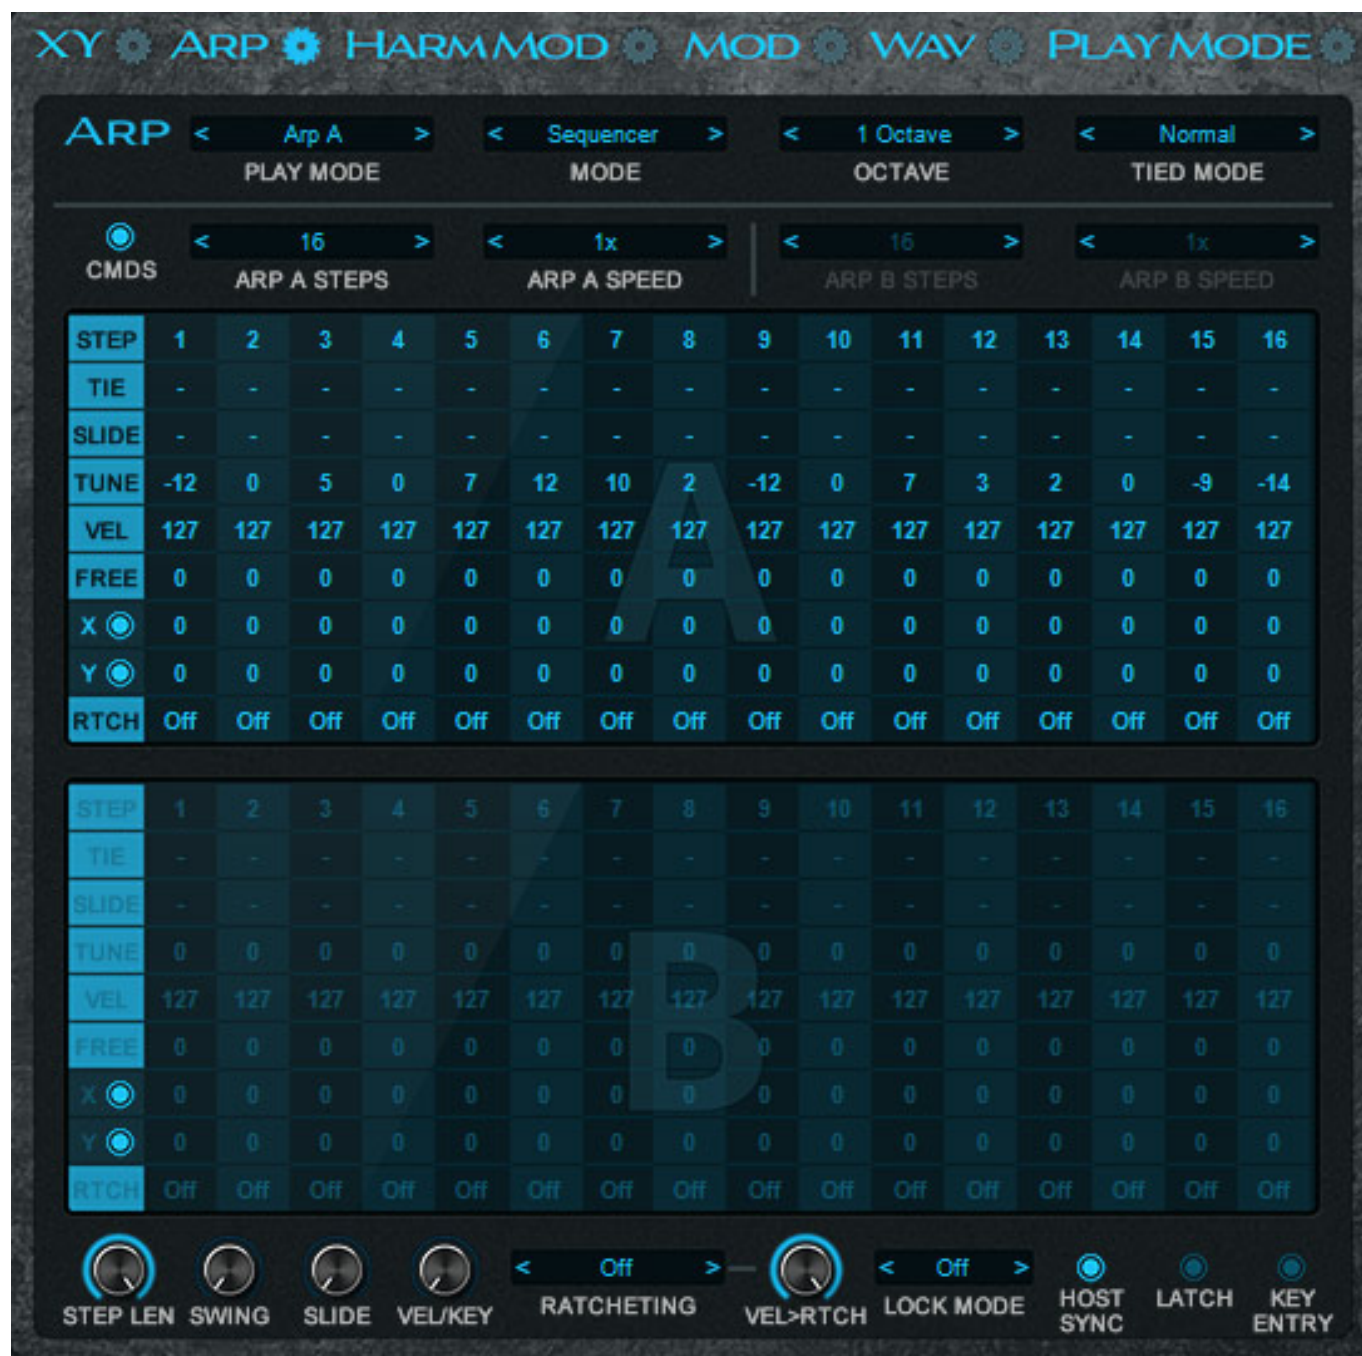 XY ARP HARMMOD MOD WAV PLAY MODE
ARP < Arp A > < Sequencer > < 1 Octave > < Normal >
PLAY MODE MODE OCTAVE TIED MODE
< 16 > < 1x > < 16 > < 1x >
CMDS ARP A STEPS ARP A SPEED ARP B STEPS ARP B SPEED
STEP 1 2 3 4 5 6 7 8 9 10 11 12 13 14 15 16
TIE - - - - - - - - - - - - - - - -
SLIDE - - - - - - - - - - - - - - - -
TUNE -12 0 5 0 7 12 10 2 -12 0 7 3 2 0 -9 -14
VEL 127 127 127 127 127 127 127 127 127 127 127 127 127 127 127 127
FREE 0 0 0 0 0 0 0 0 0 0 0 0 0 0 0 0
X 0 0 0 0 0 0 0 0 0 0 0 0 0 0 0 0
Y 0 0 0 0 0 0 0 0 0 0 0 0 0 0 0 0
RTCH Off Off Off Off Off Off Off Off Off Off Off Off Off Off Off Off
A
STEP 1 2 3 4 5 6 7 8 9 10 11 12 13 14 15 16
TIE - - - - - - - - - - - - - - - -
SLIDE - - - - - - - - - - - - - - - -
TUNE 0 0 0 0 0 0 0 0 0 0 0 0 0 0 0 0
VEL 127 127 127 127 127 127 127 127 127 127 127 127 127 127 127 127
FREE 0 0 0 0 0 0 0 0 0 0 0 0 0 0 0 0
X 0 0 0 0 0 0 0 0 0 0 0 0 0 0 0 0
Y 0 0 0 0 0 0 0 0 0 0 0 0 0 0 0 0
RTCH Off Off Off Off Off Off Off Off Off Off Off Off Off Off Off Off
B
< Off > < Off >
STEP LEN SWING SLIDE VEL/KEY RATCHETING VEL>RTCH LOCK MODE HOST SYNC LATCH KEY ENTRY